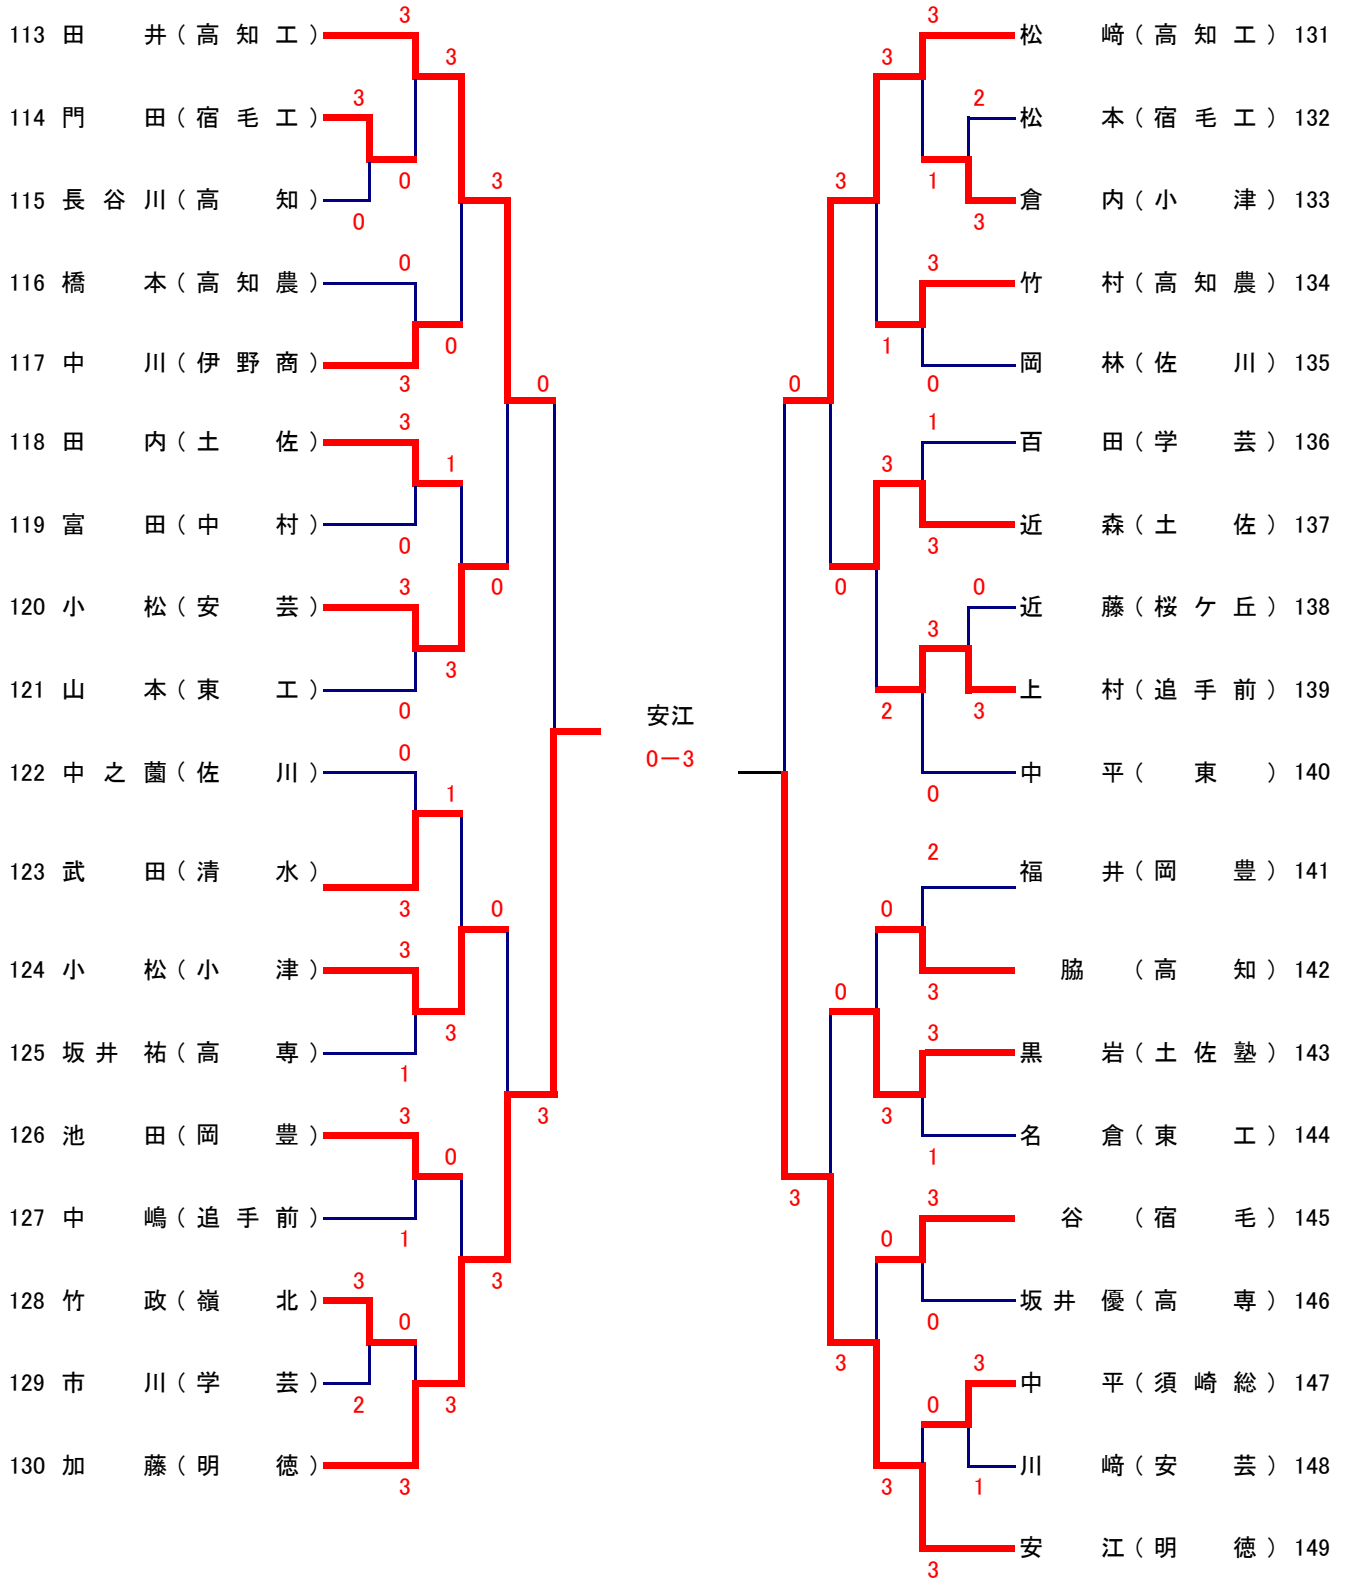 3
113 田 井(高 知 工)
3
3
114 門 田(宿 毛 工)
0
115 長 谷 川(高 知)
0
3
0
116 橋 本(高 知 農)
0
117 中 川(伊 野 商)
3
0
3
118 田 内(土 佐)
1
119 富 田(中 村)
0
0
3
120 小 松(安 芸)
3
121 山 本(東 工)
0
0
122 中 之 薗(佐 川)
1
123 武 田(清 水)
3
0
3
124 小 松(小 津)
3
125 坂 井 祐(高 専)
1
3
3
126 池 田(岡 豊)
0
127 中 嶋(追 手 前)
1
3
3
128 竹 政(嶺 北)
0
129 市 川(学 芸)
2
3
130 加 藤(明 徳)
3
安江
0－3
3
松 﨑(高 知 工) 131
3
2
松 本(宿 毛 工) 132
1
3
倉 内(小 津) 133
3
3
竹 村(高 知 農) 134
1
岡 林(佐 川) 135
0
0
1
百 田(学 芸) 136
3
近 森(土 佐) 137
3
0
0
近 藤(桜 ケ 丘) 138
3
上 村(追 手 前) 139
2
3
中 平( 東 ) 140
0
2
福 井(岡 豊) 141
0
脇 (高 知) 142
3
0
3
黒 岩(土 佐 塾) 143
3
名 倉(東 工) 144
1
3
3
谷 (宿 毛) 145
0
坂 井 優(高 専) 146
0
3
3
中 平(須 崎 総) 147
0
川 﨑(安 芸) 148
3
1
安 江(明 徳) 149
3